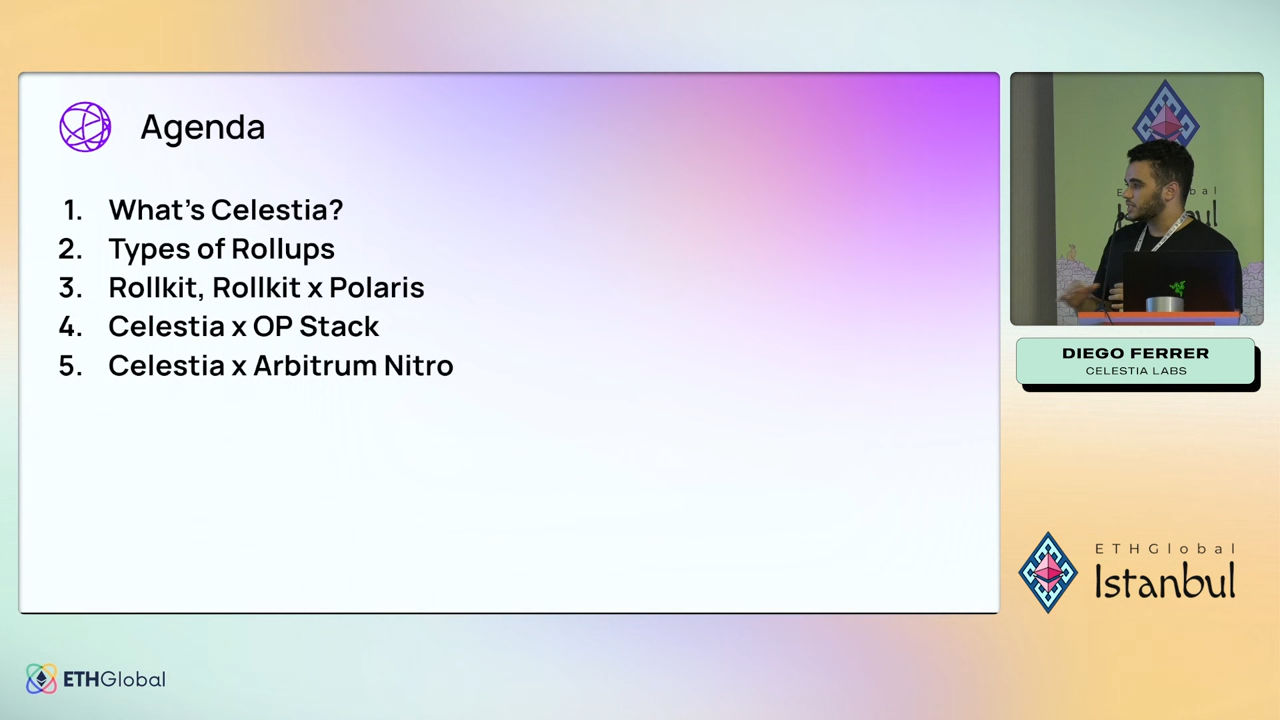 Agenda
1. What's Celestia?
2. Types of Rollups
3. Rollkit, Rollkit x Polaris
4. Celestia x OP Stack
5. Celestia x Arbitrum Nitro
DIEGO FERRER
CELESTIA LABS
ETHGlobal
Istanbul
ETHGlobal